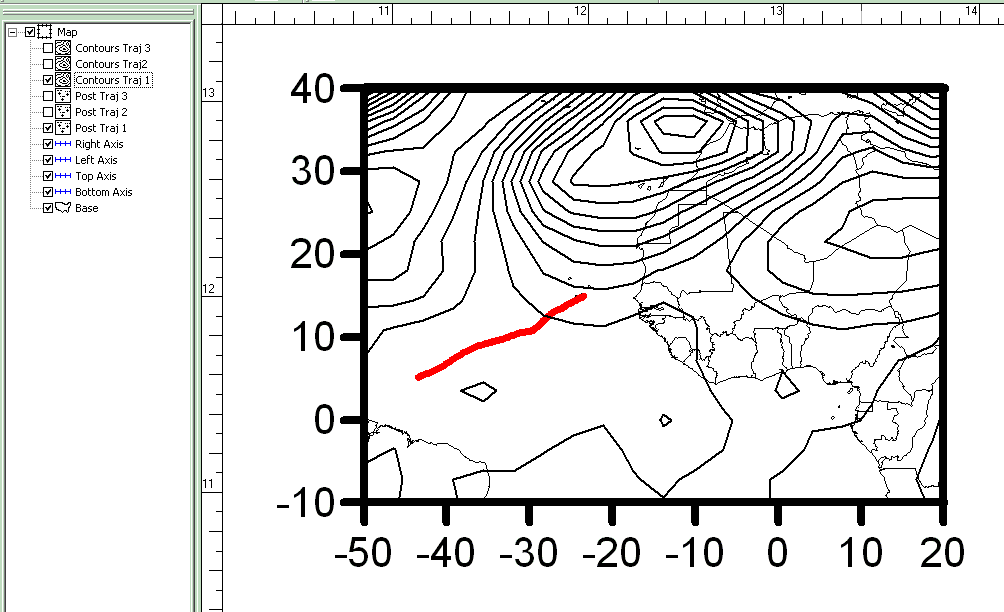 Map
Contours Traj 3
Contours Traj2
Contours Traj 1
Post Traj 3
Post Traj 2
Post Traj 1
Right Axis
Left Axis
Top Axis
Bottom Axis
Base
11 12 13 14
13
12
11
40
30
20
10
0
-10
-50 -40 -30 -20 -10 0 10 20